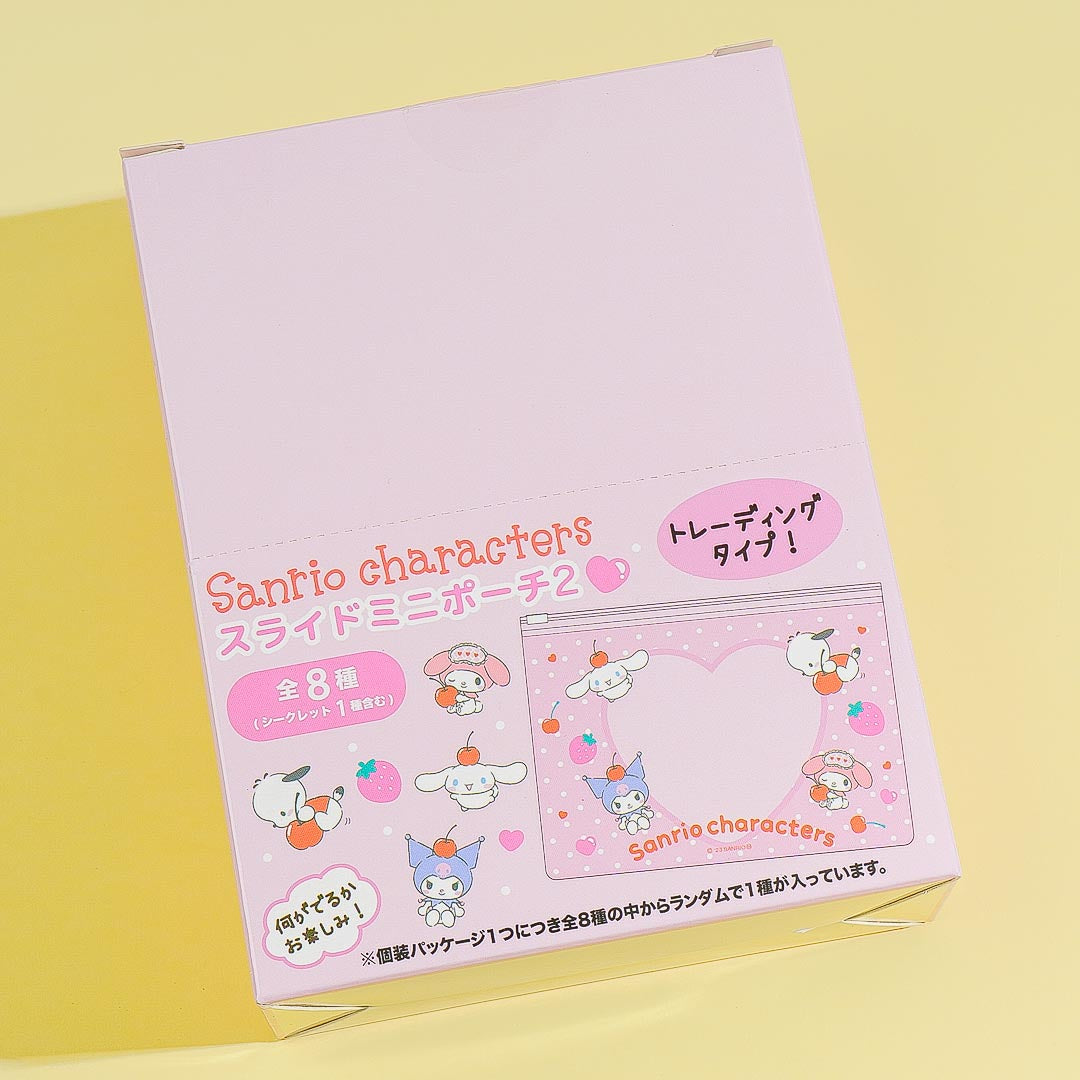 トレーディング
タイプ！
Sanrio characters
スライドミニポーチ2
全8種
(シークレット1種含む)
Sanrio characters
© '23 SANRIO
何がでるか
お楽しみ！
※個装パッケージ1つにつき全8種の中からランダムで1種が入っています。